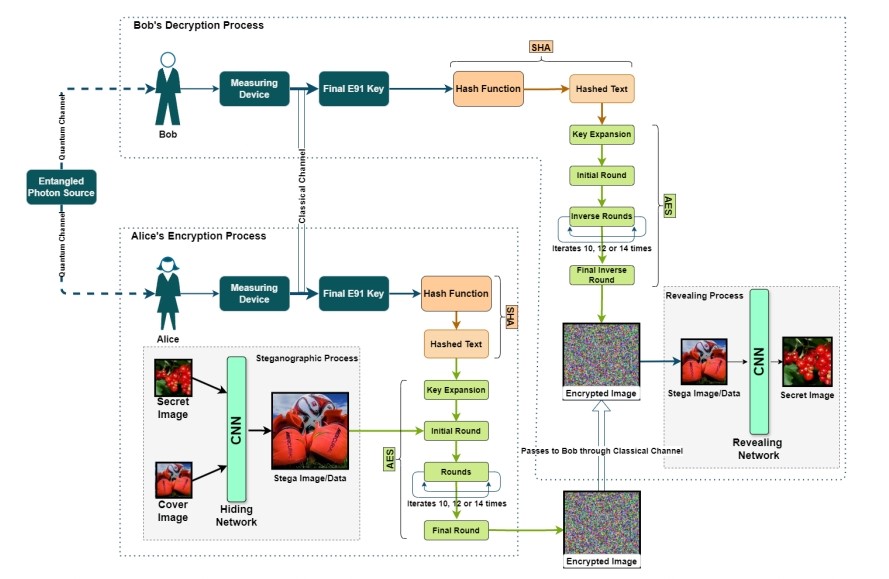 Bob's Decryption Process
SHA
Measuring
Device
Final E91 Key
Hash Function
Hashed Text
Bob
Quantum Channel
Key Expansion
Initial Round
Inverse Rounds
Iterates 10, 12 or 14 times
Final Inverse
Round
AES
Entangled
Photon Source
Classical Channel
Quantum Channel
Alice's Encryption Process
Measuring
Device
Final E91 Key
Hash Function
Hashed Text
SHA
Alice
Steganographic Process
Secret
Image
CNN
Cover
Image
Hiding
Network
Stega Image/Data
Key Expansion
Initial Round
Rounds
Iterates 10, 12 or 14 times
Final Round
AES
Encrypted Image
Passes to Bob through Classical Channel
Encrypted Image
Revealing Process
Stega Image/Data
CNN
Revealing
Network
Secret Image